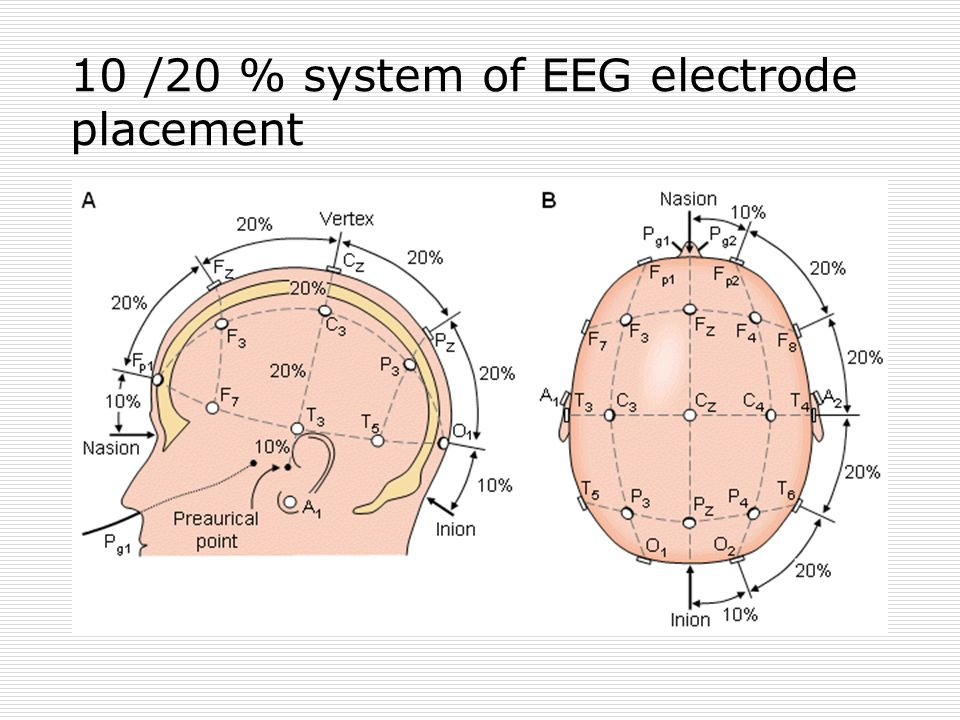 10 /20 % system of EEG electrode
placement
A
Vertex
20%
Cz
20%
Fz
20%
20%
C3
20%
F3
Pz
Fp1
P3
20%
20%
10%
F7
T3
T5
O1
Nasion
10%
10%
A1
Preaurical
point
Inion
Pg1
B
Nasion
10%
Pg1
Pg2
Fp1
Fp2
20%
F7
F3
Fz
F4
F8
20%
A1
T3
C3
Cz
C4
T4
A2
20%
T5
P3
Pz
P4
T6
O1
O2
20%
10%
Inion